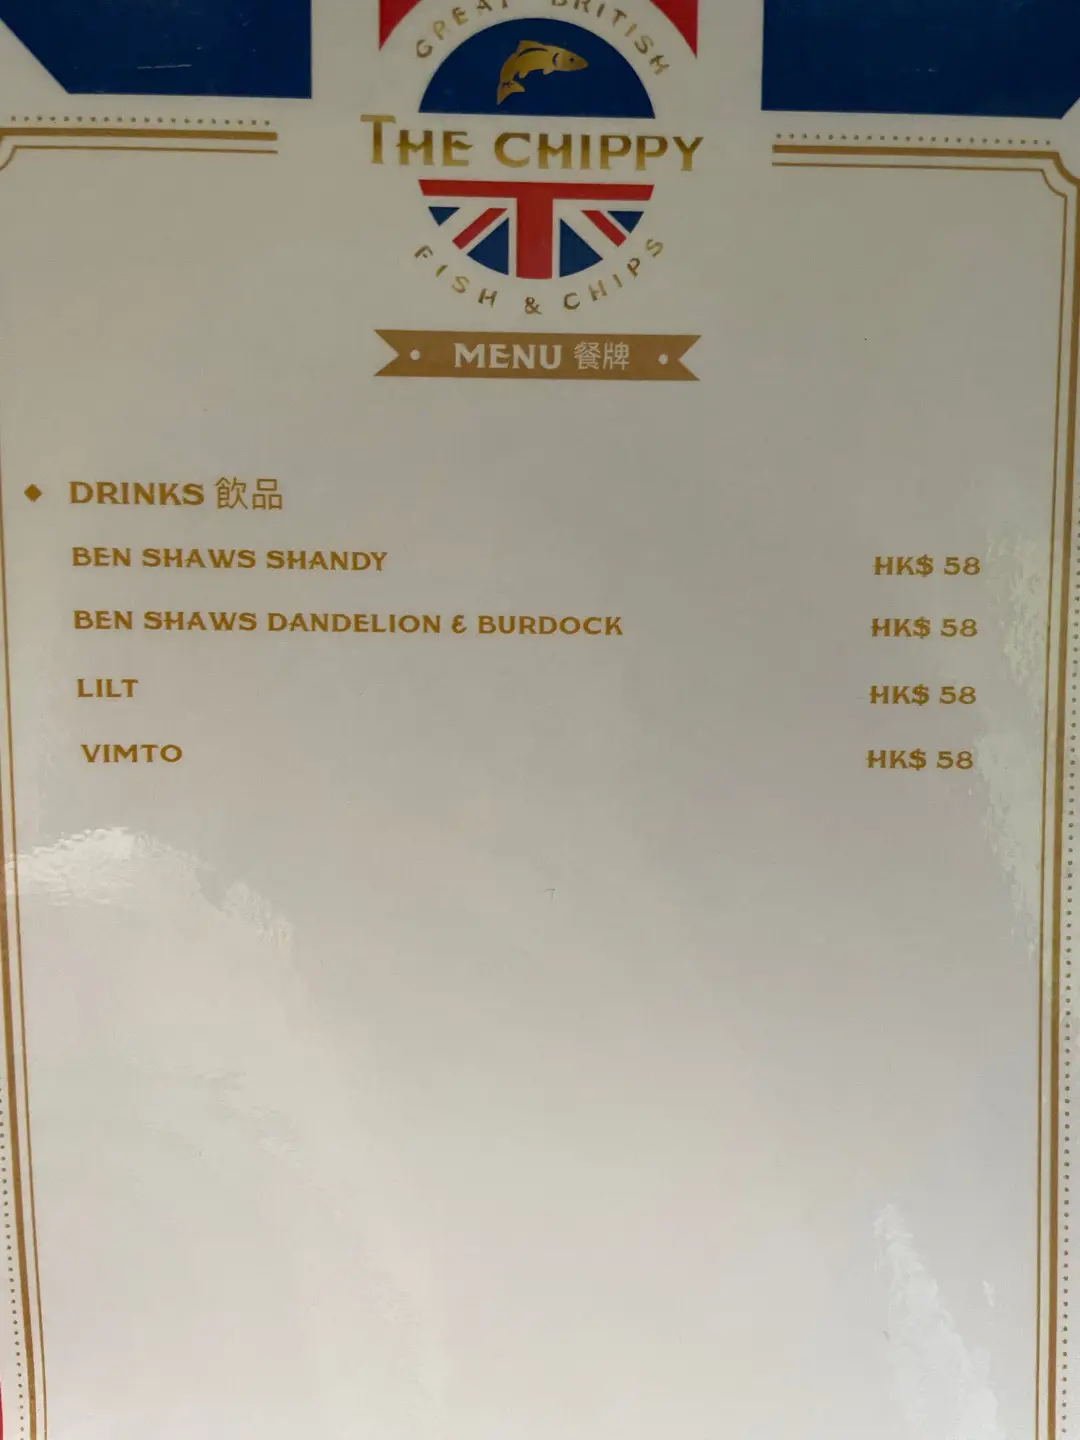 GREAT BRITISH
THE CHIPPY
FISH & CHIPS
MENU 餐牌
DRINKS 飲品
BEN SHAWS SHANDY HK$ 58
BEN SHAWS DANDELION & BURDOCK HK$ 58
LILT HK$ 58
VIMTO HK$ 58